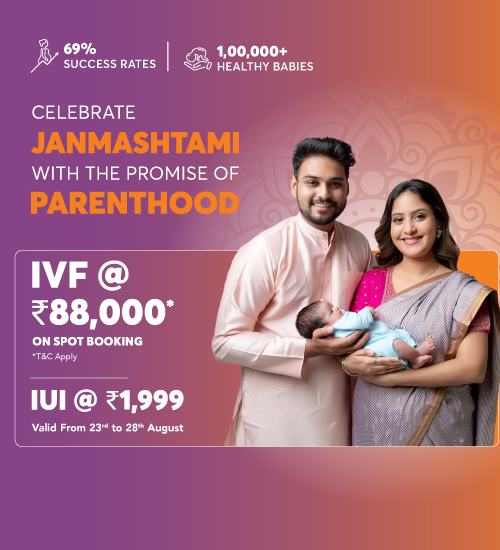 69%
SUCCESS RATES
1,00,000+
HEALTHY BABIES
CELEBRATE
JANMASHTAMI
WITH THE PROMISE OF
PARENTHOOD
IVF @
₹88,000*
ON SPOT BOOKING
*T&C Apply
IUI @ ₹1,999
Valid From 23rd to 28th August